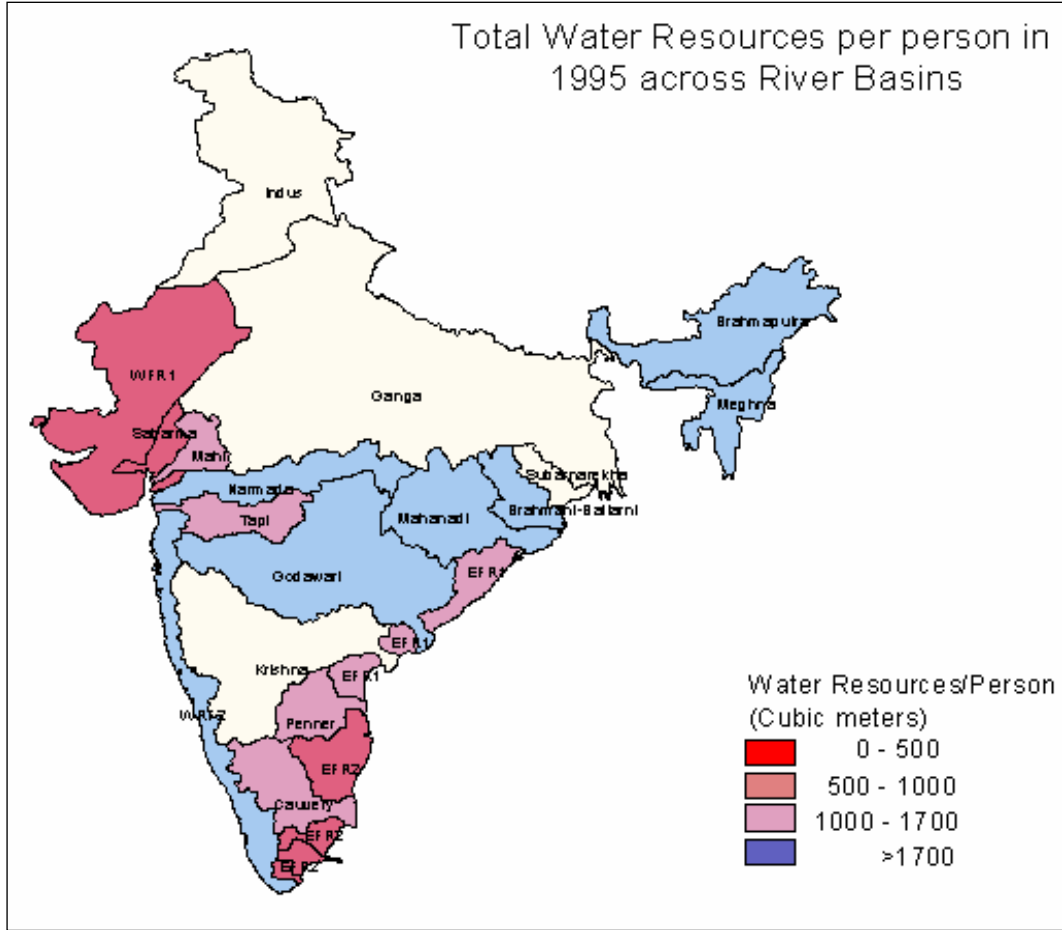 Total Water Resources per person in
1995 across River Basins
Indus
Brahmaputra
WFR1
Ganga
Meghna
Mahi
Subarnarekha
Narmada
Mahanadi
Brahmani-Baitarni
Tapi
Godawari
EFR1
EFR1
Krishna
EFR1
Penner
EFR2
Cauvery
EFR2
EFR2
Water Resources/Person
(Cubic meters)
0 - 500
500 - 1000
1000 - 1700
>1700